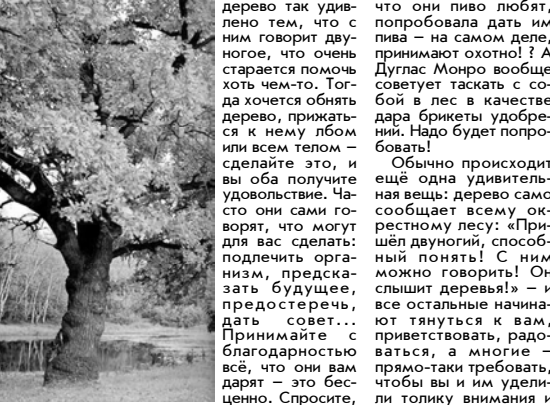 дерево так удив-
лено тем, что с
ним говорит дву-
ногое, что очень
старается помочь
хоть чем-то. Тог-
да хочется обнять
дерево, прижать-
ся к нему лбом
или всем телом –
сделайте это, и
вы оба получите
удовольствие. Ча-
сто они сами го-
ворят, что могут
для вас сделать:
подлечить орга-
низм, предска-
зать будущее,
предостеречь,
дать совет...
Принимайте с
благодарностью
всё, что они вам
дарят – это бес-
ценно. Спросите,
что они пиво любят,
попробовала дать им
пива – на самом деле,
принимают охотно! ? А
Дуглас Монро вообще
советует таскать с со-
бой в лес в качестве
дара брикеты удобре-
ний. Надо будет попро-
бовать!
Обычно происходит
ещё одна удивитель-
ная вещь: дерево само
сообщает всему ок-
рестному лесу: «При-
шёл двуногий, способ-
ный понять! С ним
можно говорить! Он
слышит деревья!» – и
все остальные начина-
ют тянуться к вам,
приветствовать, радо-
ваться, а многие –
прямо-таки требовать,
чтобы вы и им удели-
ли толику внимания и